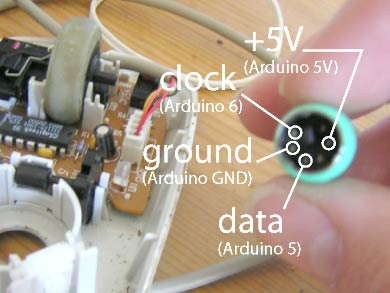 +5V
(Arduino 5V)
clock
(Arduino 6)
ground
(Arduino GND)
data
(Arduino 5)